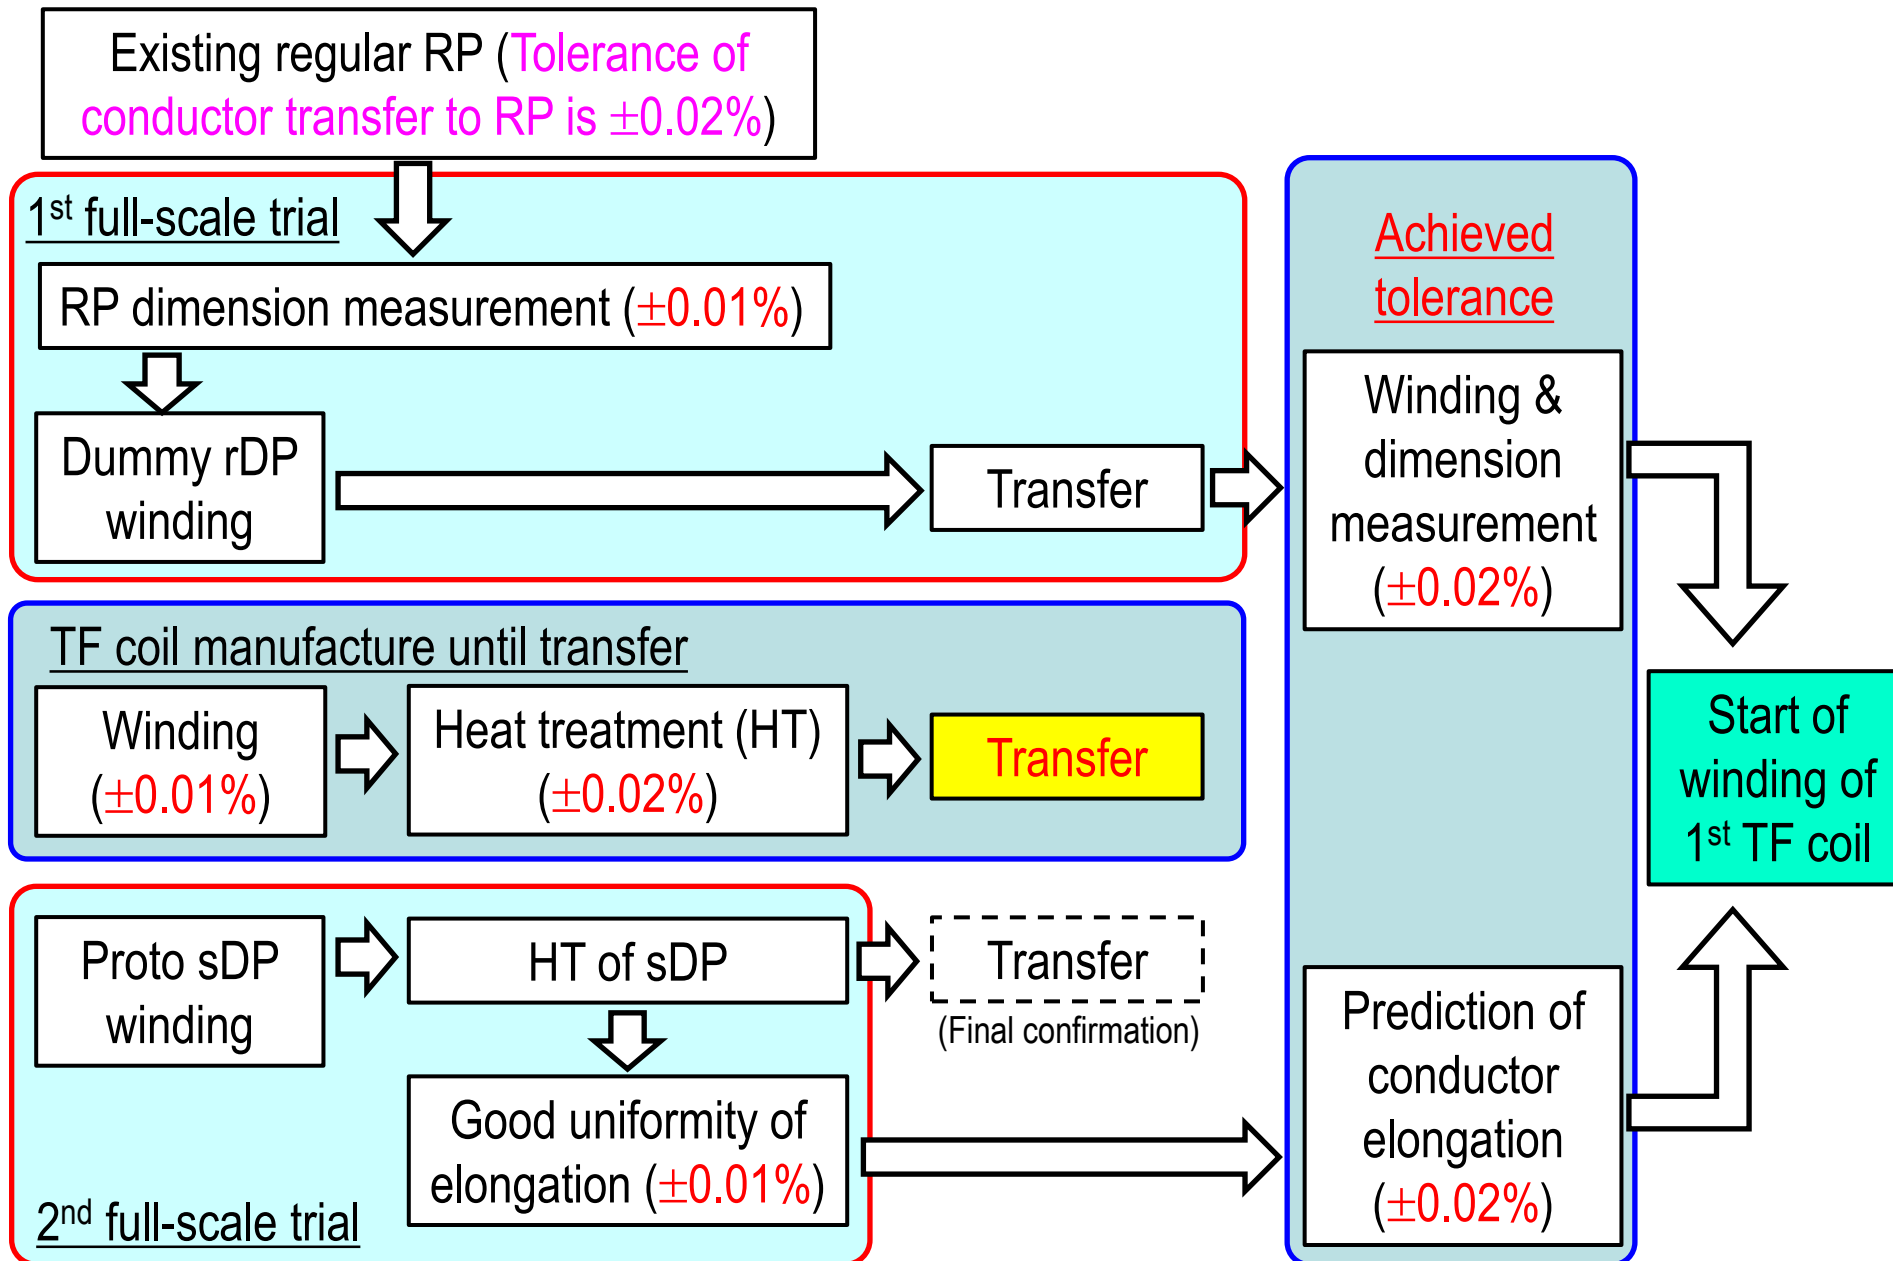 Existing regular RP (Tolerance of
conductor transfer to RP is ±0.02%)
1st full-scale trial
RP dimension measurement (±0.01%)
Dummy rDP
winding
Transfer
Achieved
tolerance
Winding &
dimension
measurement
(±0.02%)
TF coil manufacture until transfer
Winding
(±0.01%)
Heat treatment (HT)
(±0.02%)
Transfer
Start of
winding of
1st TF coil
Proto sDP
winding
HT of sDP
Transfer
(Final confirmation)
Good uniformity of
elongation (±0.01%)
2nd full-scale trial
Prediction of
conductor
elongation
(±0.02%)